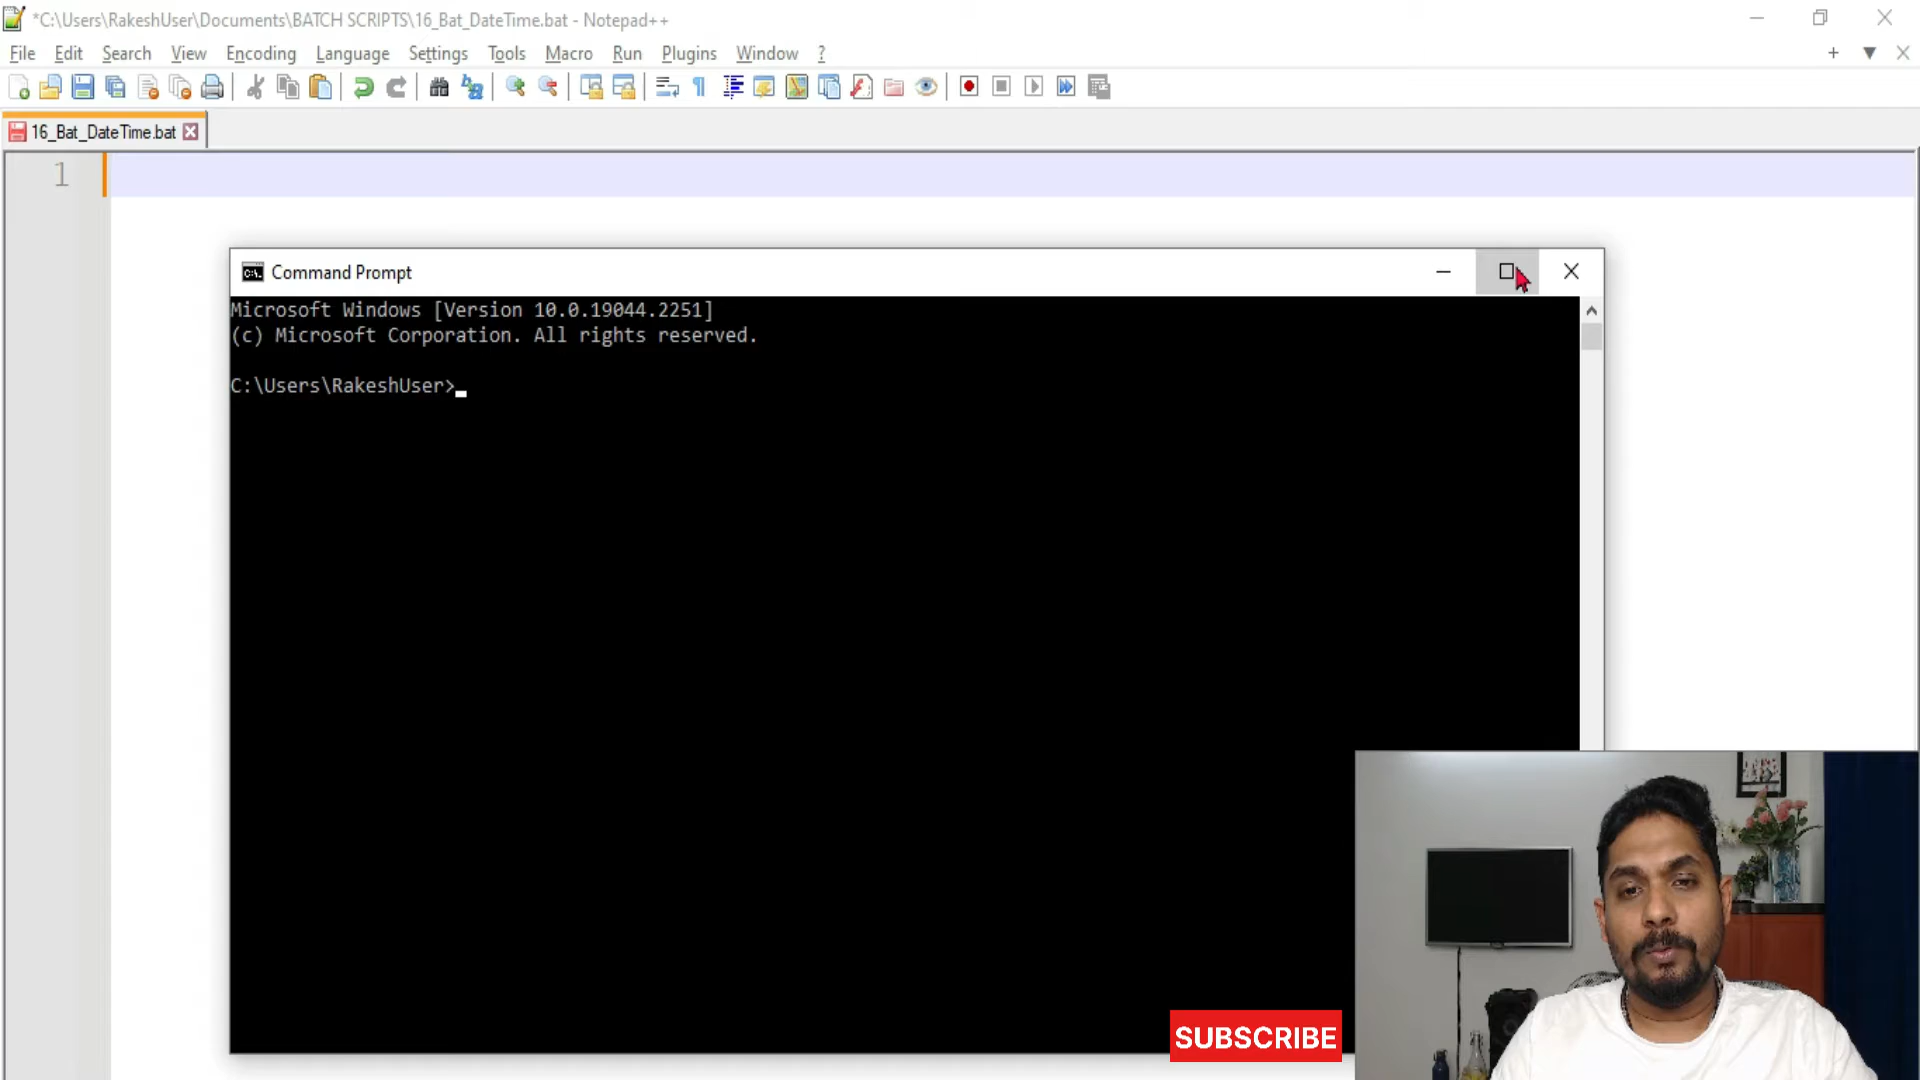 *C:\Users\RakeshUser\Documents\BATCH SCRIPTS\16_Bat_DateTime.bat - Notepad++
File Edit Search View Encoding Language Settings Tools Macro Run Plugins Window ?
16_Bat_DateTime.bat
1
Command Prompt
Microsoft Windows [Version 10.0.19044.2251]
(c) Microsoft Corporation. All rights reserved.
C:\Users\RakeshUser>
SUBSCRIBE